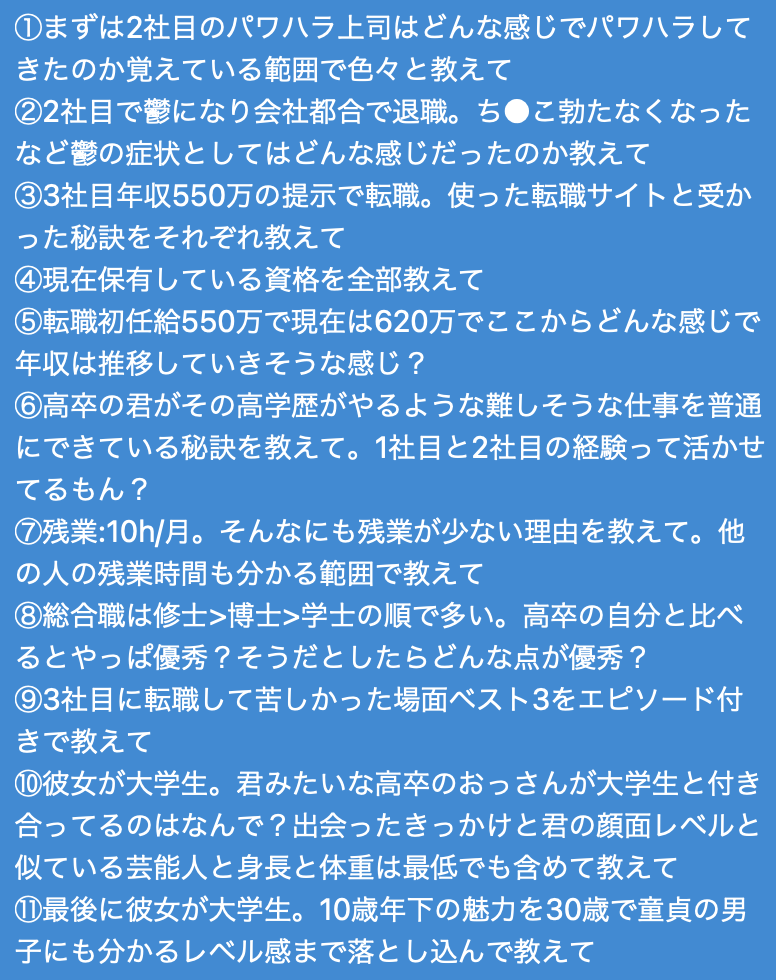 ①まずは2社目のパワハラ上司はどんな感じでパワハラして
きたのか覚えている範囲で色々と教えて
②2社目で鬱になり会社都合で退職。ち●こ勃たなくなった
など鬱の症状としてはどんな感じだったのか教えて
③3社目年収550万の提示で転職。使った転職サイトと受か
った秘訣をそれぞれ教えて
④現在保有している資格を全部教えて
⑤転職初任給550万で現在は620万でここからどんな感じで
年収は推移していきそうな感じ？
⑥高卒の君がその高学歴がやるような難しそうな仕事を普通
にできている秘訣を教えて。1社目と2社目の経験って活かせ
てるもん？
⑦残業:10h/月。そんなにも残業が少ない理由を教えて。他
の人の残業時間も分かる範囲で教えて
⑧総合職は修士>博士>学士の順で多い。高卒の自分と比べ
るとやっぱ優秀？そうだとしたらどんな点が優秀？
⑨3社目に転職して苦しかった場面ベスト3をエピソード付
きで教えて
⑩彼女が大学生。君みたいな高卒のおっさんが大学生と付き
合ってるのはなんで？出会ったきっかけと君の顔面レベルと
似ている芸能人と身長と体重は最低でも含めて教えて
⑪最後に彼女が大学生。10歳年下の魅力を30歳で童貞の男
子にも分かるレベル感まで落とし込んで教えて